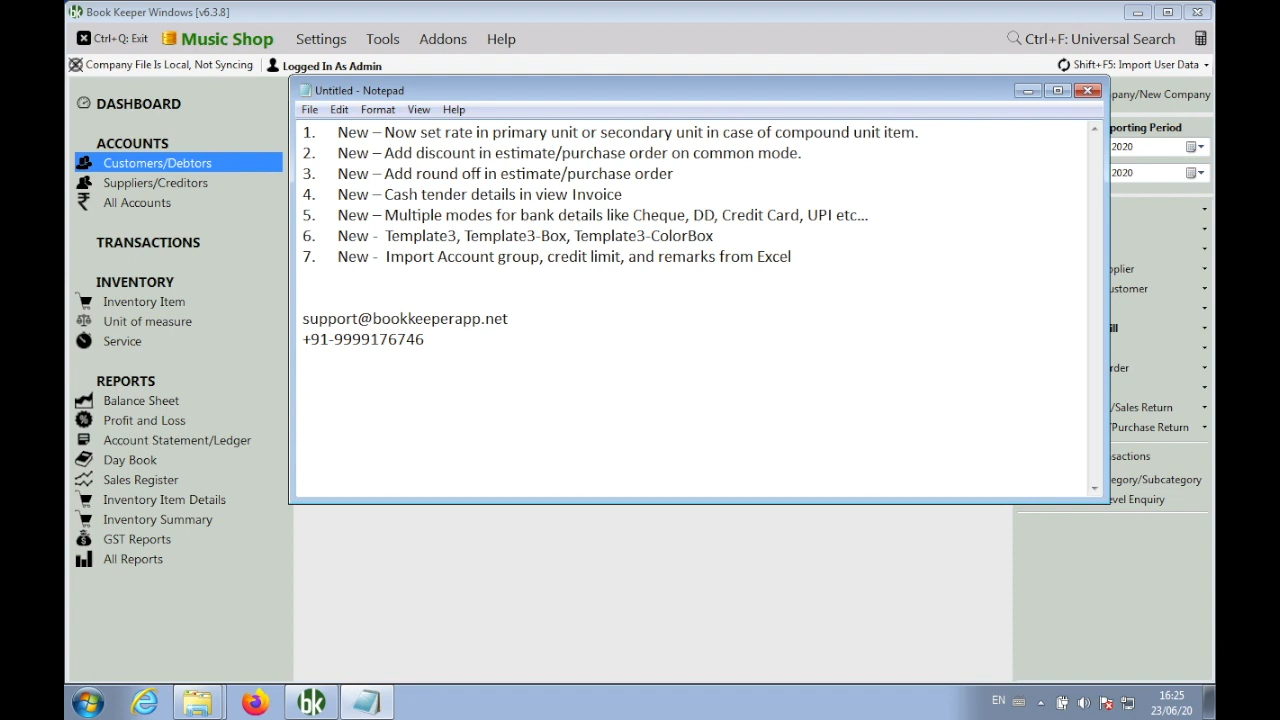 Book Keeper Windows [v6.3.8]
Ctrl+Q: Exit Music Shop Settings Tools Addons Help Ctrl+F: Universal Search
Company File Is Local, Not Syncing Logged In As Admin Shift+F5: Import User Data
DASHBOARD
ACCOUNTS
Customers/Debtors
Suppliers/Creditors
All Accounts
TRANSACTIONS
INVENTORY
Inventory Item
Unit of measure
Service
REPORTS
Balance Sheet
Profit and Loss
Account Statement/Ledger
Day Book
Sales Register
Inventory Item Details
Inventory Summary
GST Reports
All Reports
Untitled - Notepad
File Edit Format View Help
1. New – Now set rate in primary unit or secondary unit in case of compound unit item.
2. New – Add discount in estimate/purchase order on common mode.
3. New – Add round off in estimate/purchase order
4. New – Cash tender details in view Invoice
5. New – Multiple modes for bank details like Cheque, DD, Credit Card, UPI etc...
6. New - Template3, Template3-Box, Template3-ColorBox
7. New - Import Account group, credit limit, and remarks from Excel
support@bookkeeperapp.net
+91-9999176746
pany/New Company
porting Period
2020
2020
plier
ustomer
ill
rder
/Sales Return
/Purchase Return
nsactions
egory/Subcategory
evel Enquiry
bk
EN
16:25
23/06/20